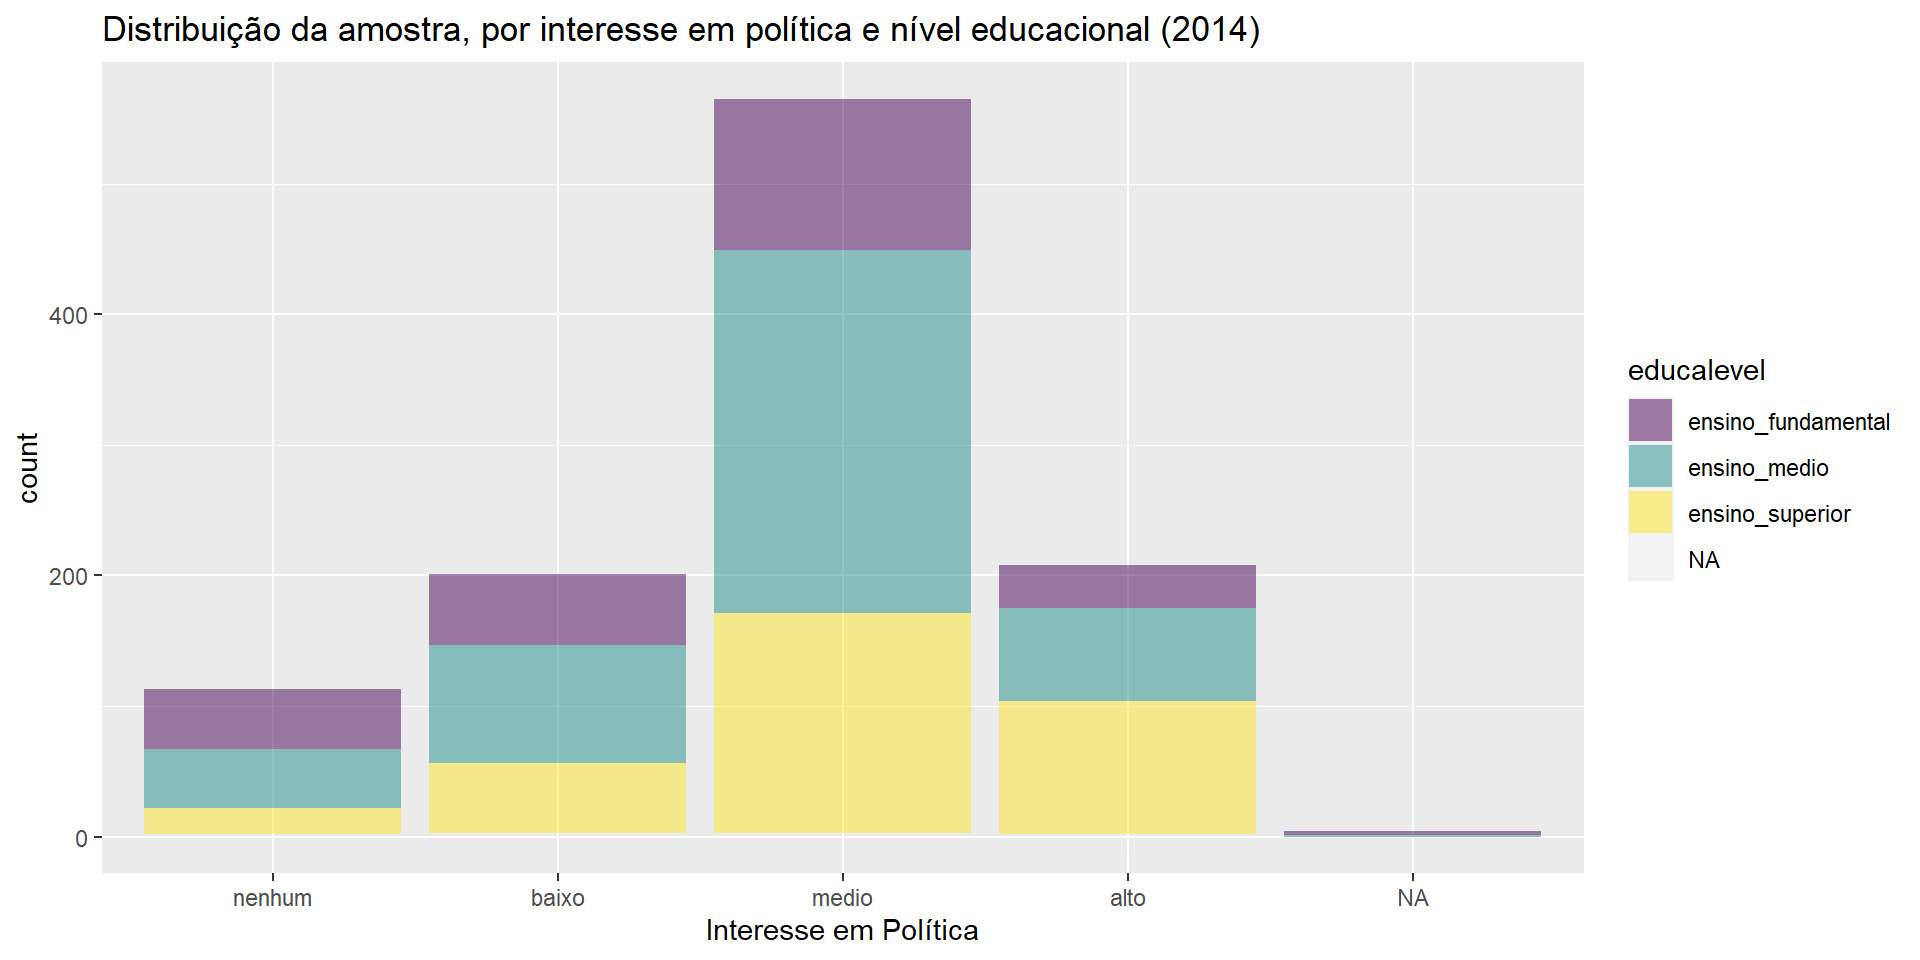 Distribuição da amostra, por interesse em política e nível educacional (2014)
count
400
200
0
nenhum
baixo
medio
alto
NA
Interesse em Política
educalevel
ensino_fundamental
ensino_medio
ensino_superior
NA